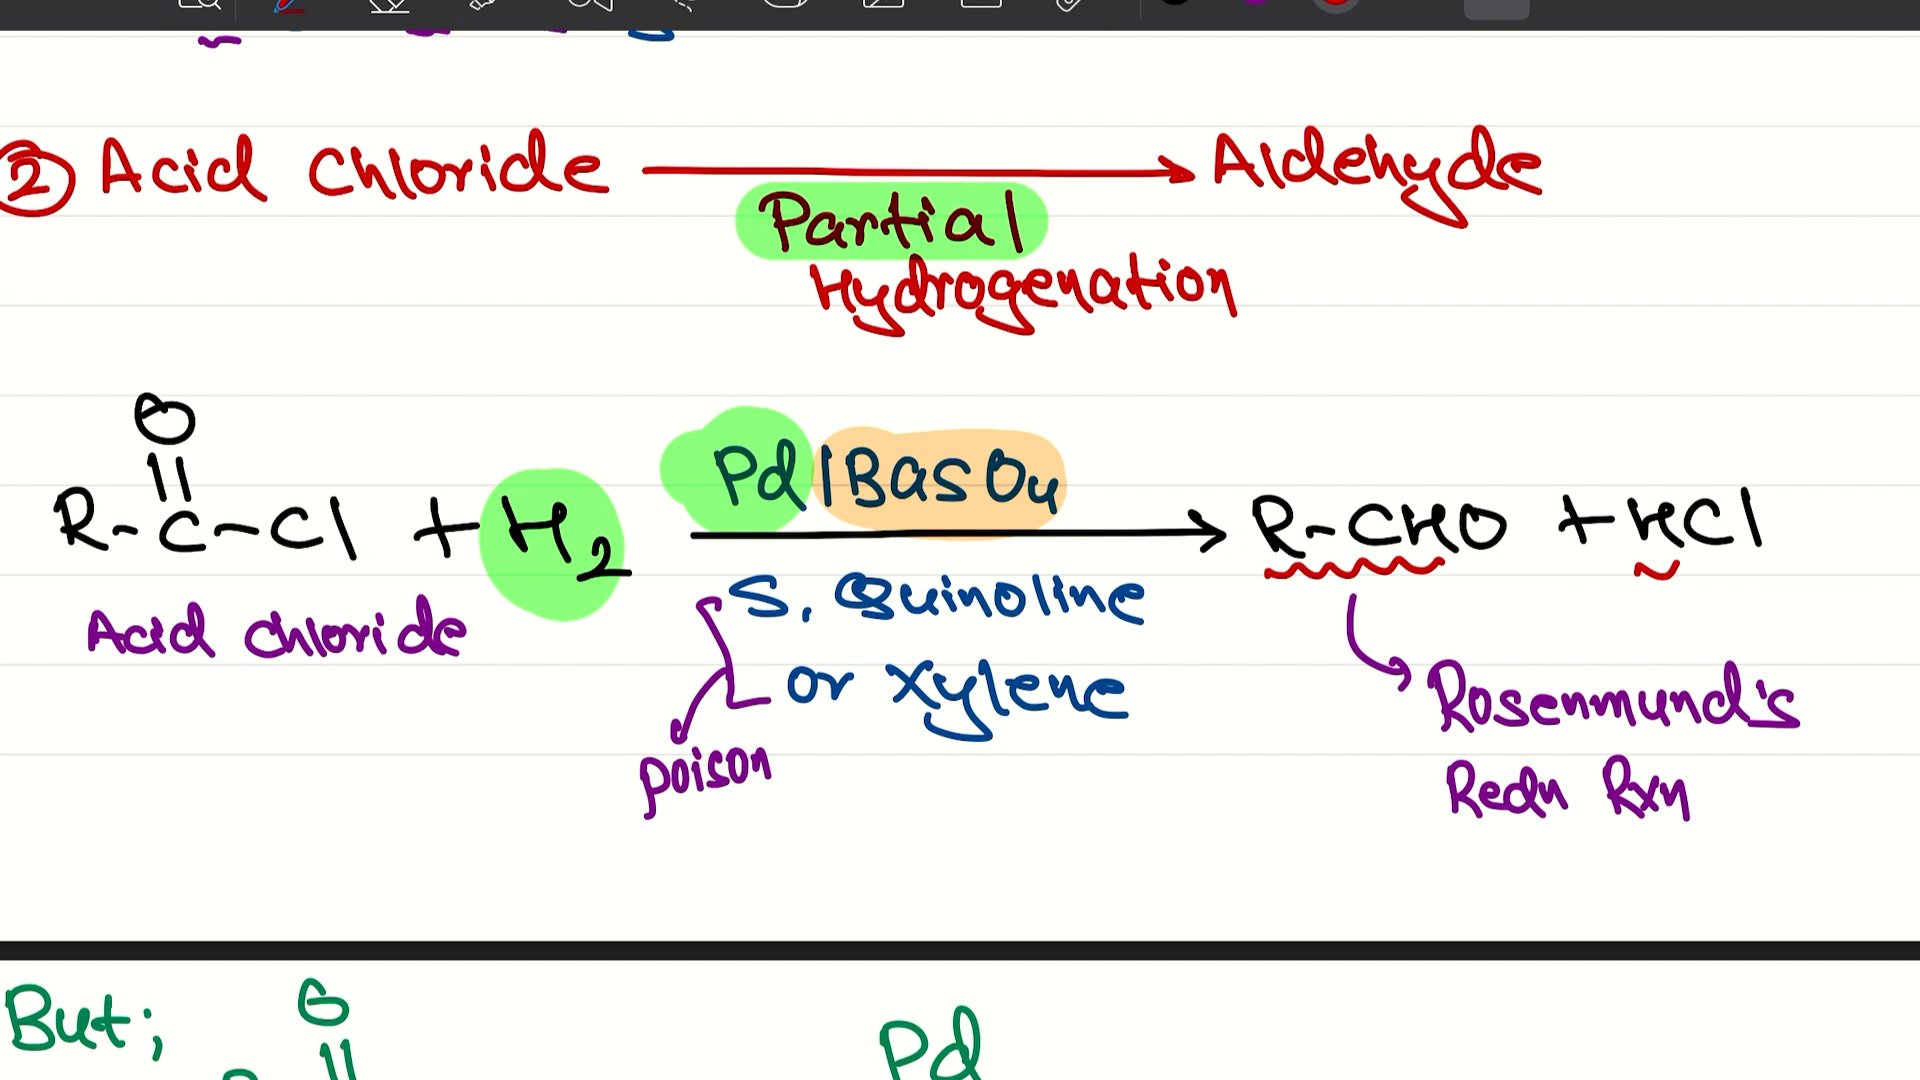 ② Acid Chloride ⟶ Aldehyde
Partial
Hydrogenation
O
||
R-C-Cl + H₂ Pd|BaSO₄ ⟶ R-CHO + HCl
Acid chloride
S, Quinoline
or Xylene
poison
Rosenmund's
Redn Rxn
But;
O
||
Pd